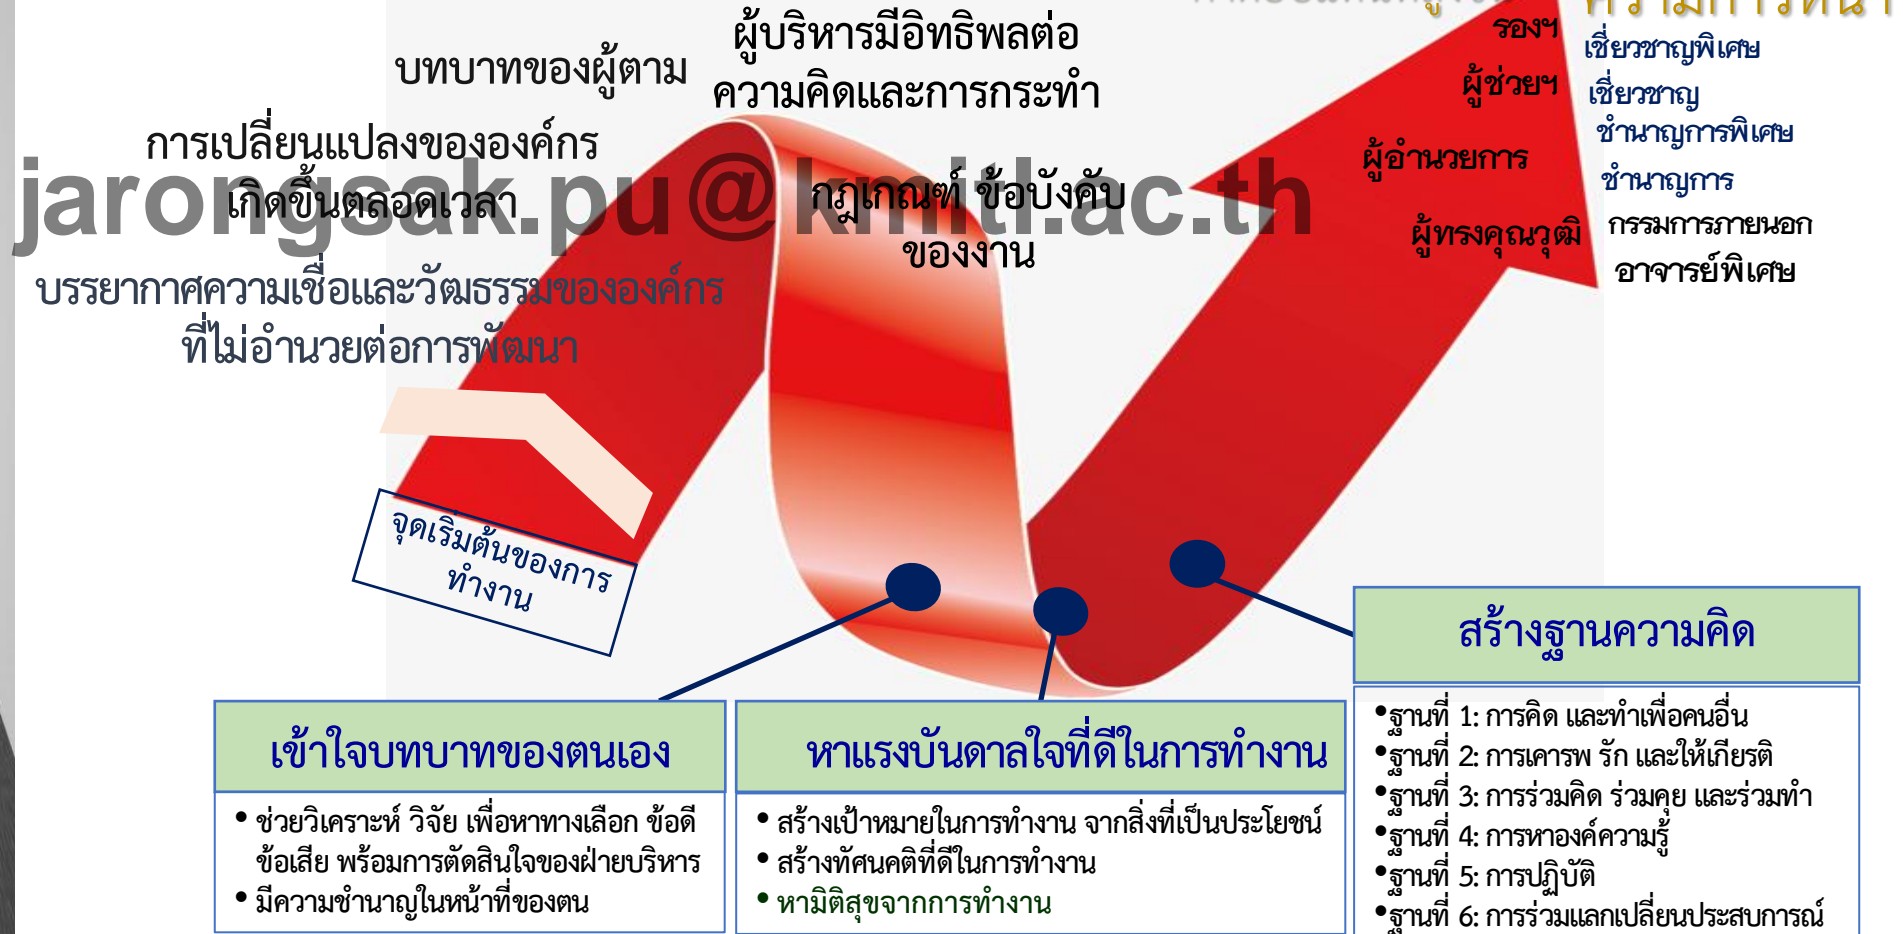 ความก้าวหน้า
รองฯ
เชี่ยวชาญพิเศษ
ผู้ช่วยฯ
เชี่ยวชาญ
ชำนาญการพิเศษ
ผู้อำนวยการ
ชำนาญการ
ผู้ทรงคุณวุฒิ
กรรมการภายนอก
อาจารย์พิเศษ
ผู้บริหารมีอิทธิพลต่อ
ความคิดและการกระทำ
บทบาทของผู้ตาม
การเปลี่ยนแปลงขององค์กร
เกิดขึ้นตลอดเวลา
jarongsak.pu@kmitl.ac.th
กฎเกณฑ์ ข้อบังคับ
ของงาน
บรรยากาศความเชื่อและวัฒธรรมขององค์กร
ที่ไม่อำนวยต่อการพัฒนา
จุดเริ่มต้นของการ
ทำงาน
เข้าใจบทบาทของตนเอง
• ช่วยวิเคราะห์ วิจัย เพื่อหาทางเลือก ข้อดี
ข้อเสีย พร้อมการตัดสินใจของฝ่ายบริหาร
• มีความชำนาญในหน้าที่ของตน
หาแรงบันดาลใจที่ดีในการทำงาน
• สร้างเป้าหมายในการทำงาน จากสิ่งที่เป็นประโยชน์
• สร้างทัศนคติที่ดีในการทำงาน
• หามิติสุขจากการทำงาน
สร้างฐานความคิด
•ฐานที่ 1: การคิด และทำเพื่อคนอื่น
•ฐานที่ 2: การเคารพ รัก และให้เกียรติ
•ฐานที่ 3: การร่วมคิด ร่วมคุย และร่วมทำ
•ฐานที่ 4: การหาองค์ความรู้
•ฐานที่ 5: การปฏิบัติ
•ฐานที่ 6: การร่วมแลกเปลี่ยนประสบการณ์